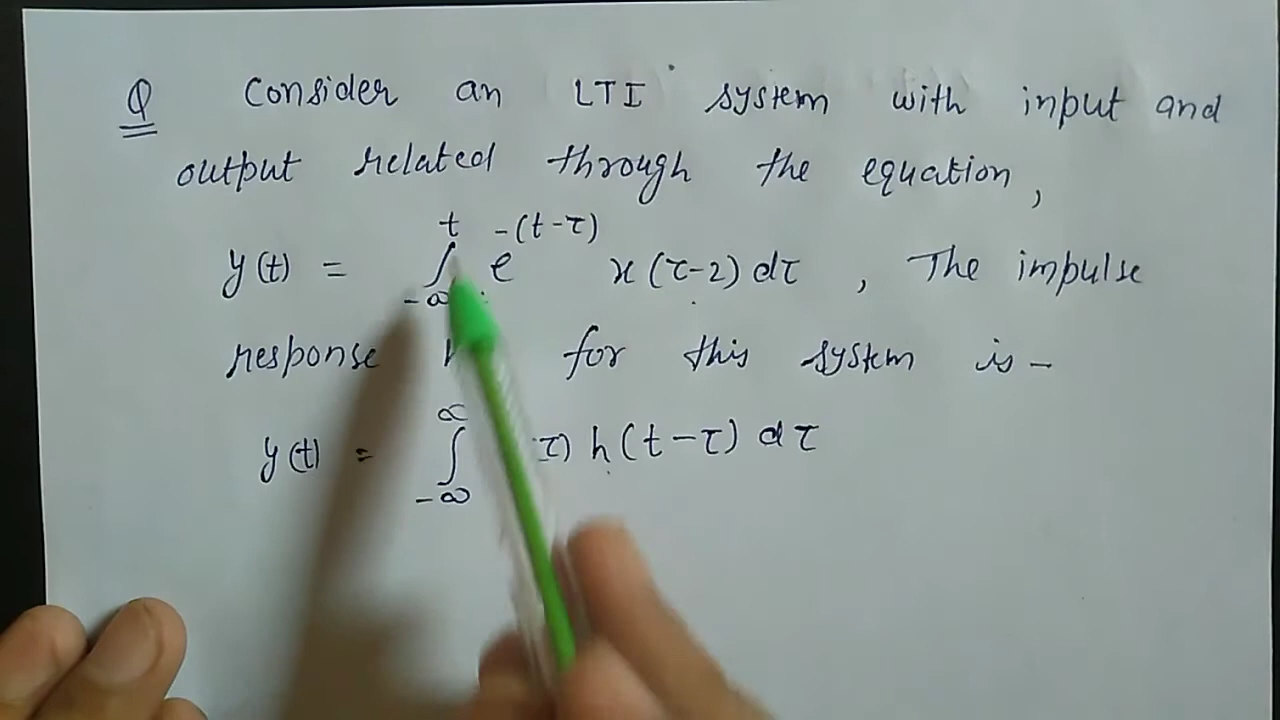 Q Consider an LTI system with input and
output related through the equation,
y(t) = ∫_{-∞}^{t} e^{-(t-τ)} x(τ-2) dτ , The impulse
response for this system is -
y(t) = ∫_{-∞}^{∞} τ) h(t-τ) dτ